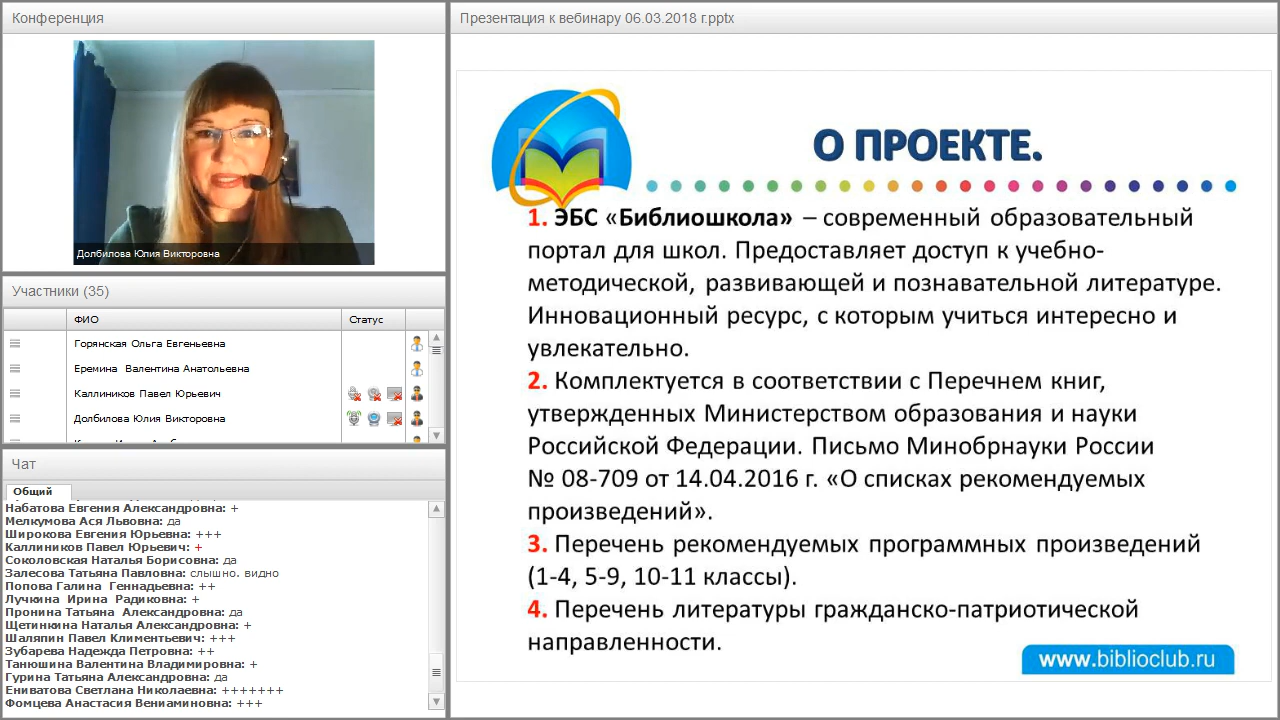 Конференция
Долбилова Юлия Викторовна
Участники (35)
ФИО
Статус
Горянская Ольга Евгеньевна
Еремина Валентина Анатольевна
Каллиников Павел Юрьевич
Долбилова Юлия Викторовна
Чат
Общий
Набатова Евгения Александровна: +
Мелкумова Ася Львовна: да
Широкова Евгения Юрьевна: +++
Каллиников Павел Юрьевич: +
Соколовская Наталья Борисовна: да
Залесова Татьяна Павловна: слышно. видно
Попова Галина Геннадьевна: ++
Лучкина Ирина Радиковна: +
Пронина Татьяна Александровна: да
Щетинкина Наталья Александровна: +
Шаляпин Павел Климентьевич: +++
Зубарева Надежда Петровна: ++
Танюшина Валентина Владимировна: +
Гурина Татьяна Александровна: да
Ениватова Светлана Николаевна: +++++++
Фомцева Анастасия Вениаминовна: +++
Презентация к вебинару 06.03.2018 г.pptx
О ПРОЕКТЕ.
1. ЭБС «Библиошкола» – современный образовательный
портал для школ. Предоставляет доступ к учебно-
методической, развивающей и познавательной литературе.
Инновационный ресурс, с которым учиться интересно и
увлекательно.
2. Комплектуется в соответствии с Перечнем книг,
утвержденных Министерством образования и науки
Российской Федерации. Письмо Минобрнауки России
№ 08-709 от 14.04.2016 г. «О списках рекомендуемых
произведений».
3. Перечень рекомендуемых программных произведений
(1-4, 5-9, 10-11 классы).
4. Перечень литературы гражданско-патриотической
направленности.
www.biblioclub.ru